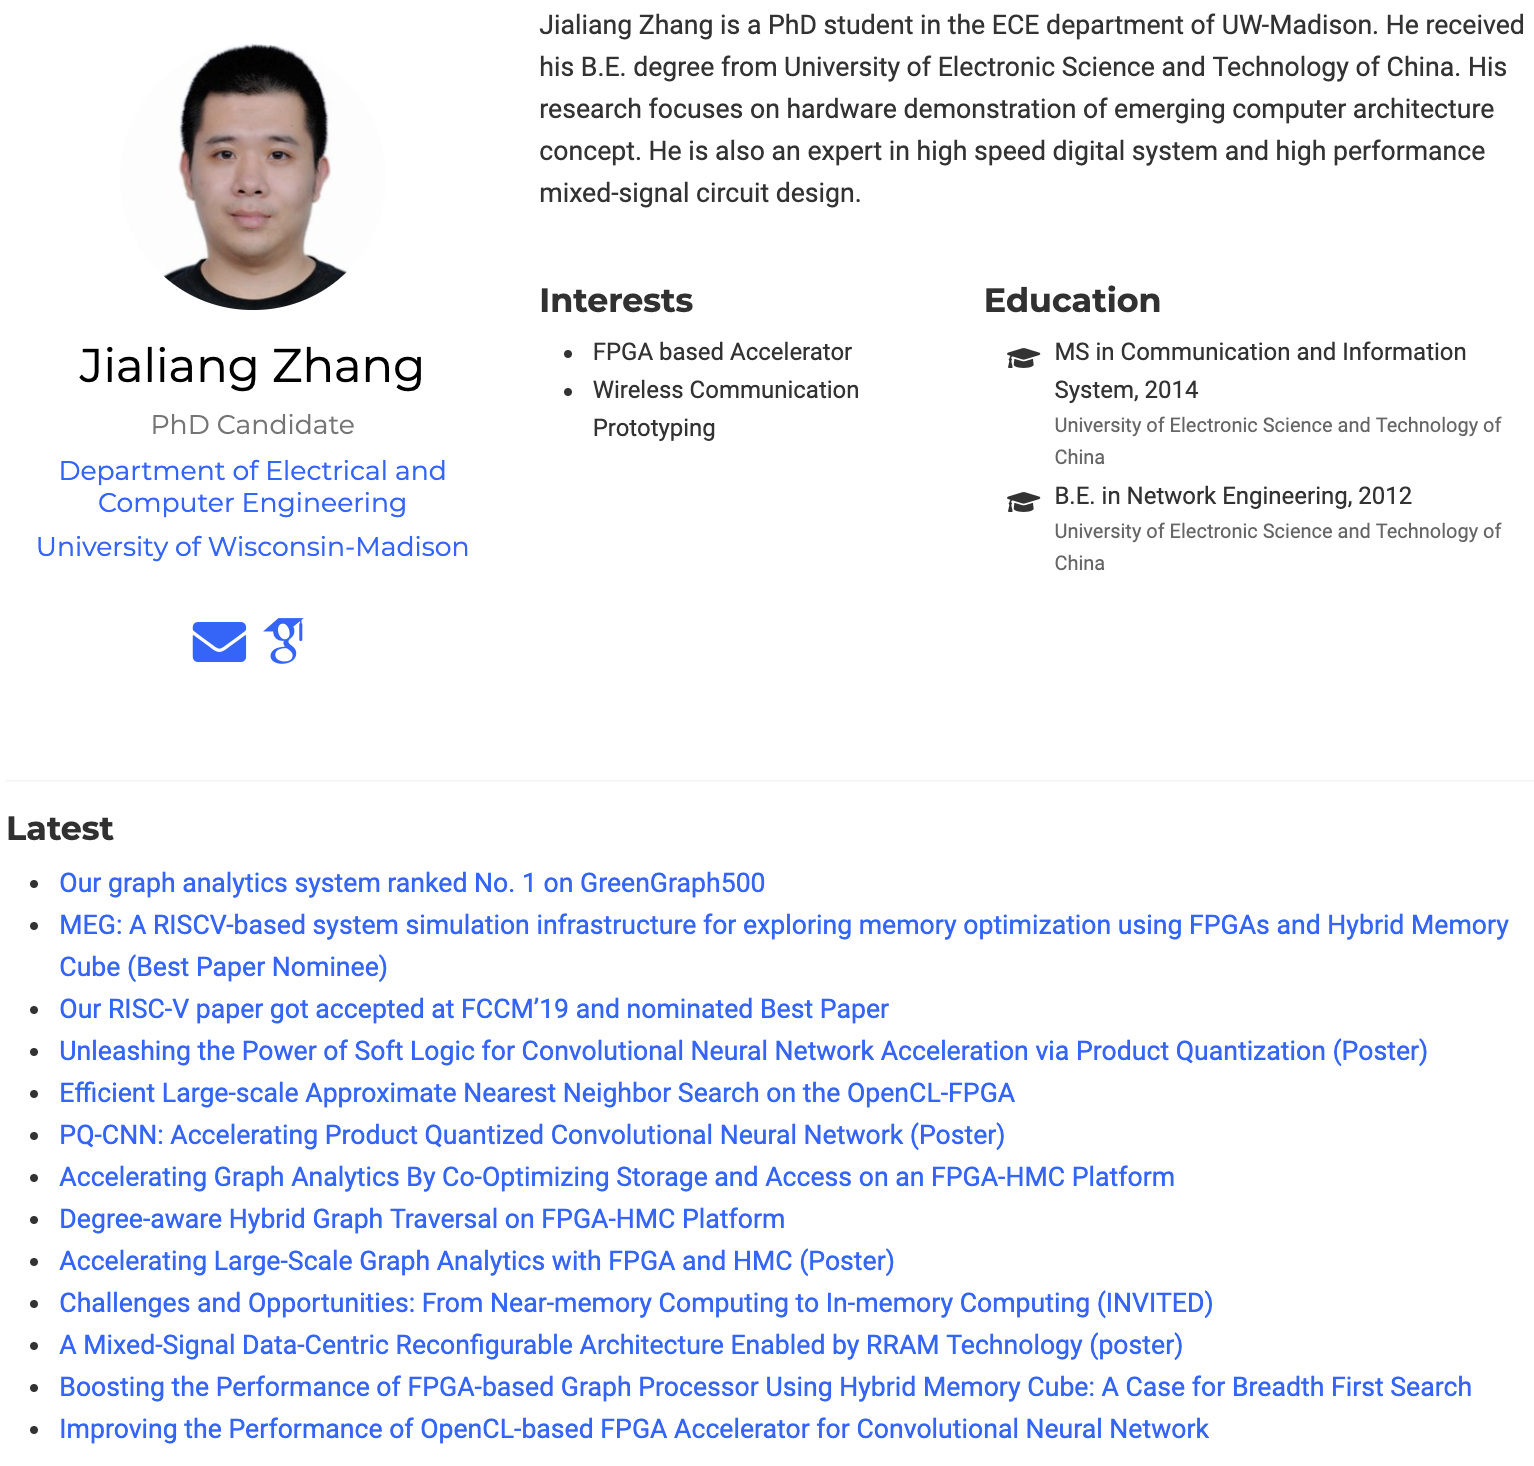 Jialiang Zhang is a PhD student in the ECE department of UW-Madison. He received
his B.E. degree from University of Electronic Science and Technology of China. His
research focuses on hardware demonstration of emerging computer architecture
concept. He is also an expert in high speed digital system and high performance
mixed-signal circuit design.
Jialiang Zhang
PhD Candidate
Department of Electrical and
Computer Engineering
University of Wisconsin-Madison
Interests
FPGA based Accelerator
Wireless Communication
Prototyping
Education
MS in Communication and Information
System, 2014
University of Electronic Science and Technology of
China
B.E. in Network Engineering, 2012
University of Electronic Science and Technology of
China
Latest
Our graph analytics system ranked No. 1 on GreenGraph500
MEG: A RISCV-based system simulation infrastructure for exploring memory optimization using FPGAs and Hybrid Memory
Cube (Best Paper Nominee)
Our RISC-V paper got accepted at FCCM’19 and nominated Best Paper
Unleashing the Power of Soft Logic for Convolutional Neural Network Acceleration via Product Quantization (Poster)
Efficient Large-scale Approximate Nearest Neighbor Search on the OpenCL-FPGA
PQ-CNN: Accelerating Product Quantized Convolutional Neural Network (Poster)
Accelerating Graph Analytics By Co-Optimizing Storage and Access on an FPGA-HMC Platform
Degree-aware Hybrid Graph Traversal on FPGA-HMC Platform
Accelerating Large-Scale Graph Analytics with FPGA and HMC (Poster)
Challenges and Opportunities: From Near-memory Computing to In-memory Computing (INVITED)
A Mixed-Signal Data-Centric Reconfigurable Architecture Enabled by RRAM Technology (poster)
Boosting the Performance of FPGA-based Graph Processor Using Hybrid Memory Cube: A Case for Breadth First Search
Improving the Performance of OpenCL-based FPGA Accelerator for Convolutional Neural Network